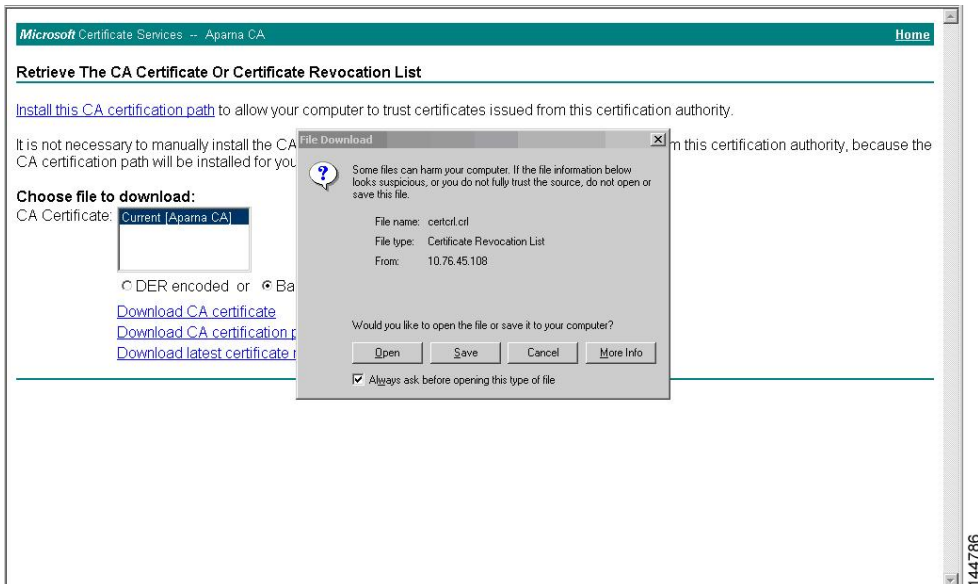 Microsoft Certificate Services -- Aparna CA Home
Retrieve The CA Certificate Or Certificate Revocation List
Install this CA certification path to allow your computer to trust certificates issued from this certification authority.
It is not necessary to manually install the CA
m this certification authority, because the
CA certification path will be installed for you
Choose file to download:
CA Certificate: Current [Aparna CA]
DER encoded or Ba
Download CA certificate
Download CA certification p
Download latest certificate r
File Download
Some files can harm your computer. If the file information below
looks suspicious, or you do not fully trust the source, do not open or
save this file.
File name: certcrl.crl
File type: Certificate Revocation List
From: 10.76.45.108
Would you like to open the file or save it to your computer?
Open Save Cancel More Info
Always ask before opening this type of file
144786